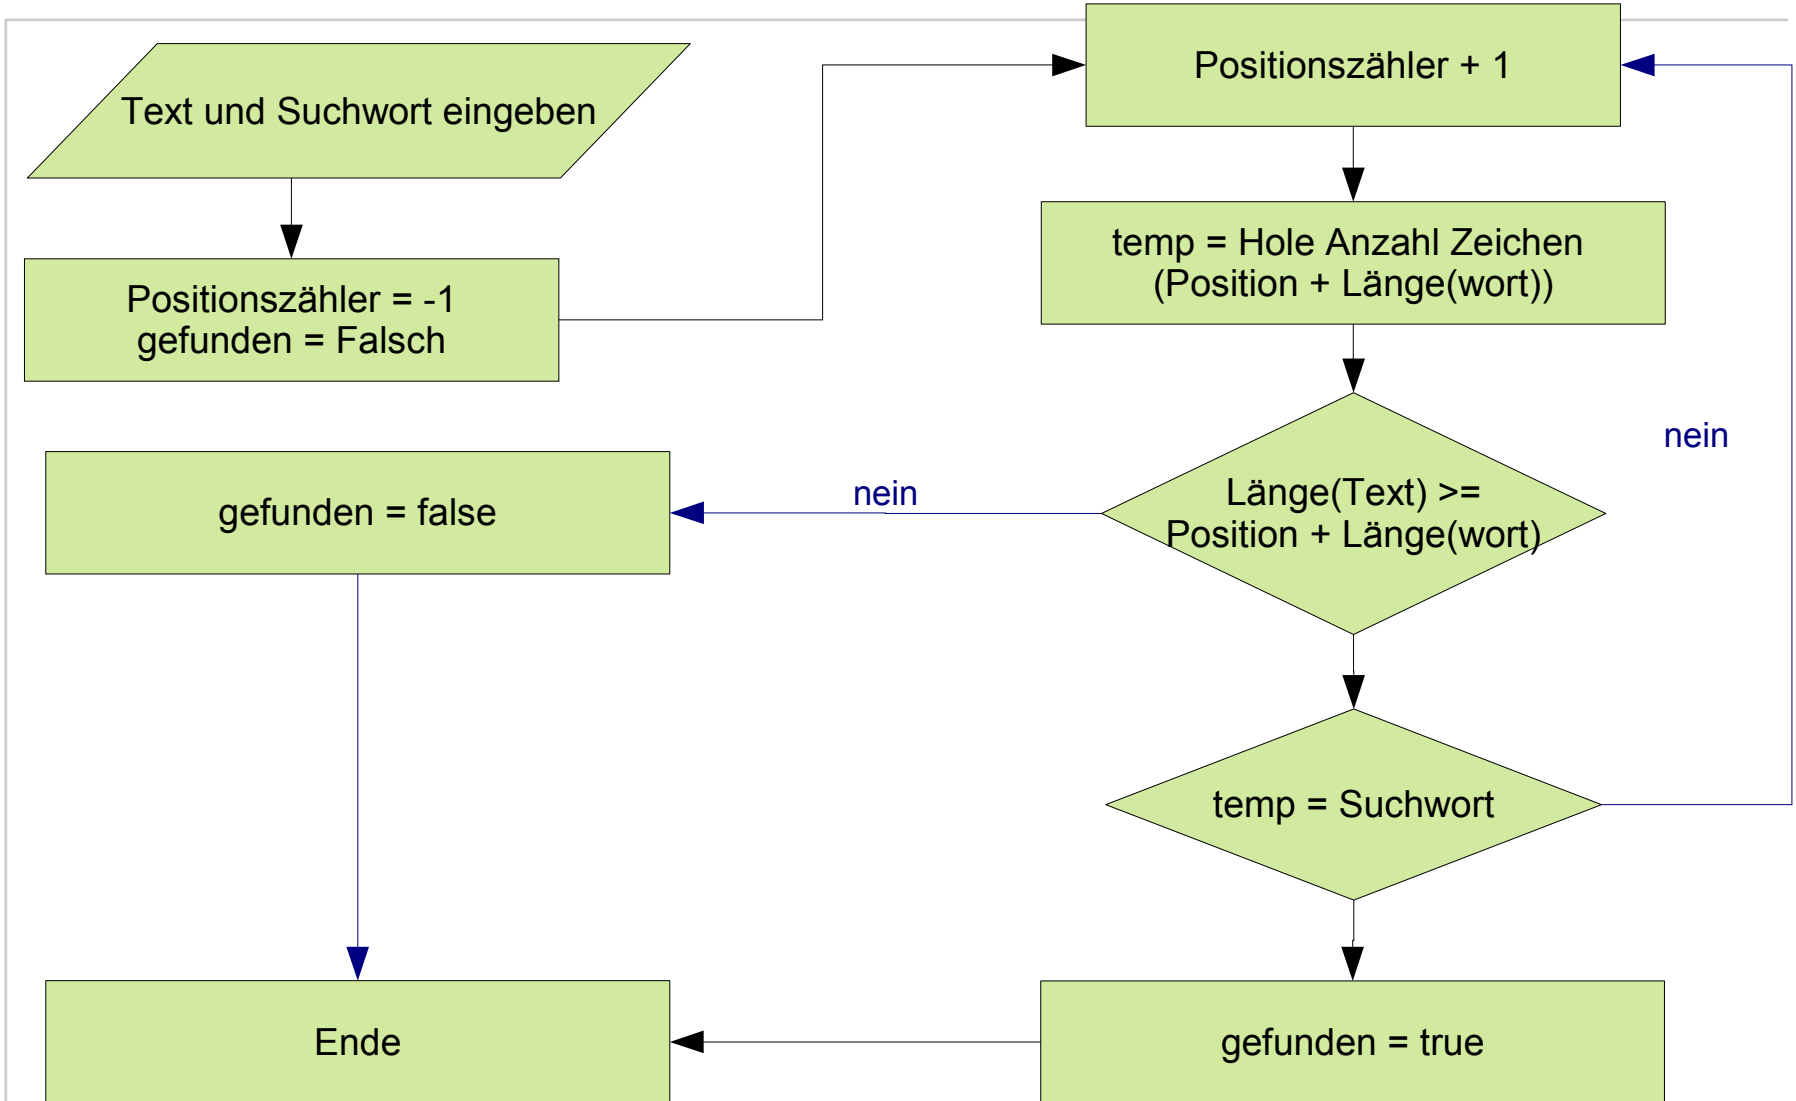 Text und Suchwort eingeben
Positionszähler = -1
gefunden = Falsch
Positionszähler + 1
temp = Hole Anzahl Zeichen
(Position + Länge(wort))
Länge(Text) >=
Position + Länge(wort)
nein
gefunden = false
temp = Suchwort
nein
gefunden = true
Ende